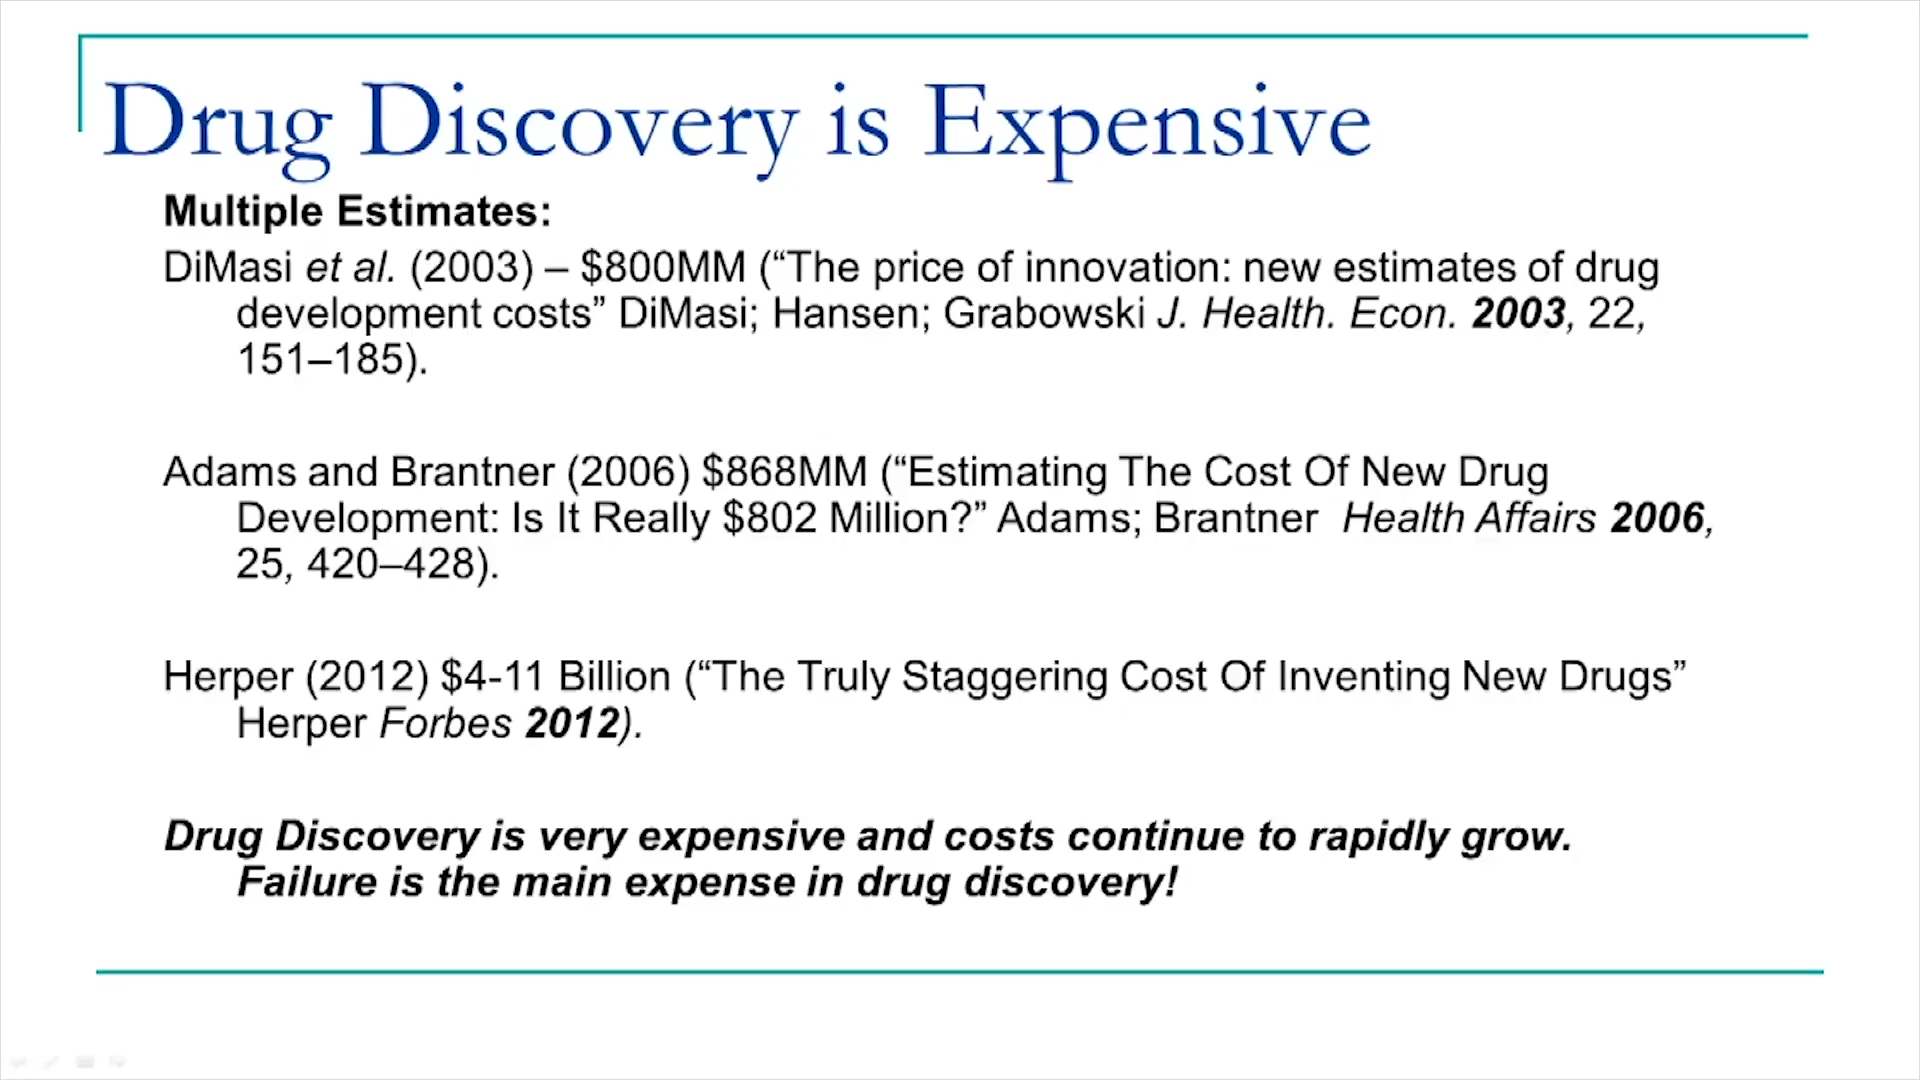 Drug Discovery is Expensive
Multiple Estimates:
DiMasi et al. (2003) – $800MM (“The price of innovation: new estimates of drug
development costs” DiMasi; Hansen; Grabowski J. Health. Econ. 2003, 22,
151–185).
Adams and Brantner (2006) $868MM (“Estimating The Cost Of New Drug
Development: Is It Really $802 Million?” Adams; Brantner  Health Affairs 2006,
25, 420–428).
Herper (2012) $4-11 Billion (“The Truly Staggering Cost Of Inventing New Drugs”
Herper Forbes 2012).
Drug Discovery is very expensive and costs continue to rapidly grow.
Failure is the main expense in drug discovery!